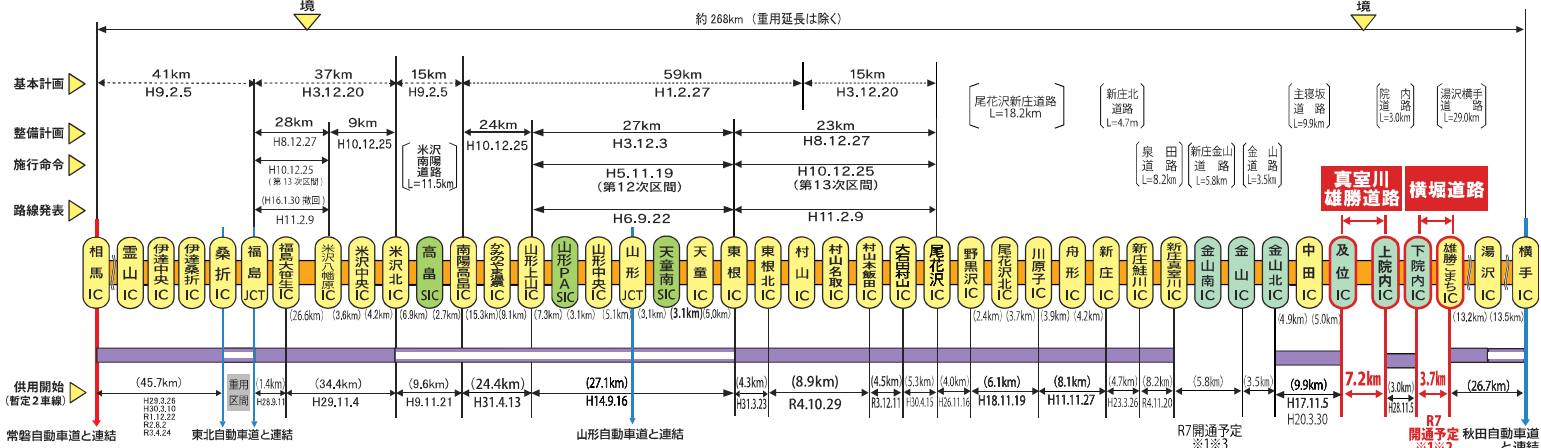 境
境
約 268km（重用延長は除く）
基本計画
41km
H9.2.5
37km
H3.12.20
15km
H9.2.5
59km
H1.2.27
15km
H3.12.20
尾花沢新庄道路
L=18.2km
新庄北
道路
L=4.7m
主寝坂
道路
L=9.9km
院内
道路
L=3.0km
湯沢横手
道路
L=29.0km
整備計画
28km
H8.12.27
9km
H10.12.25
24km
H10.12.25
27km
H3.12.3
23km
H8.12.27
米沢
南陽
道路
L=11.5km
泉田
道路
L=8.2km
新庄金山
道路
L=5.8km
金山
道路
L=3.5km
施行命令
H10.12.25
(第13次区間)
H5.11.19
(第12次区間)
H10.12.25
(第13次区間)
真室川
雄勝道路
横堀道路
路線発表
(H16.1.30 撤回)
H11.2.9
H6.9.22
H11.2.9
相馬IC
霊山IC
伊達中央IC
伊達桑折IC
桑折JCT
福島JCT
福島大笹生IC
米沢八幡原IC
米沢中央IC
米沢北IC
高畠SIC
南陽高畠IC
かみのやま温泉IC
山形上山IC
山形PASIC
山形中央IC
山形JCT
天童南SIC
天童IC
東根IC
東根北IC
村山IC
村山名取IC
村山本飯田IC
大石田村山IC
尾花沢IC
野黒沢IC
尾花沢北IC
川原子IC
舟形IC
新庄IC
新庄鮭川IC
新庄真室川IC
金山南IC
金山IC
金山北IC
中田IC
及位IC
上院内IC
下院内IC
雄勝こまちIC
湯沢IC
横手IC
(26.6km)
(3.6km)
(4.2km)
(6.9km)
(2.7km)
(15.3km)
(9.1km)
(7.3km)
(3.1km)
(5.1km)
(3.1km)
(3.1km)
(5.0km)
(2.4km)
(3.7km)
(3.9km)
(4.2km)
(4.9km)
(5.0km)
(13.2km)
(13.5km)
供用開始
(暫定2車線)
(45.7km)
H29.3.26
H30.3.10
R1.12.22
R2.8.2
R3.4.24
重用
区間
(1.4km)
H28.9.11
(34.4km)
H29.11.4
(9.6km)
H9.11.21
(24.4km)
H31.4.13
(27.1km)
H14.9.16
(4.3km)
H31.3.23
(8.9km)
R4.10.29
(4.5km)
R3.12.11
(5.3km)
H30.4.15
(4.0km)
H26.11.16
(6.1km)
H18.11.19
(8.1km)
H11.11.27
(4.7km)
H23.3.26
(8.2km)
R4.11.20
(5.8km)
R7開通予定
※1※3
(3.5km)
(9.9km)
H17.11.5
H20.3.30
7.2km
(3.0km)
H28.11.5
3.7km
R7
開通予定
※1※2
(26.7km)
常磐自動車道と連結
東北自動車道と連結
山形自動車道と連結
秋田自動車道
と連結